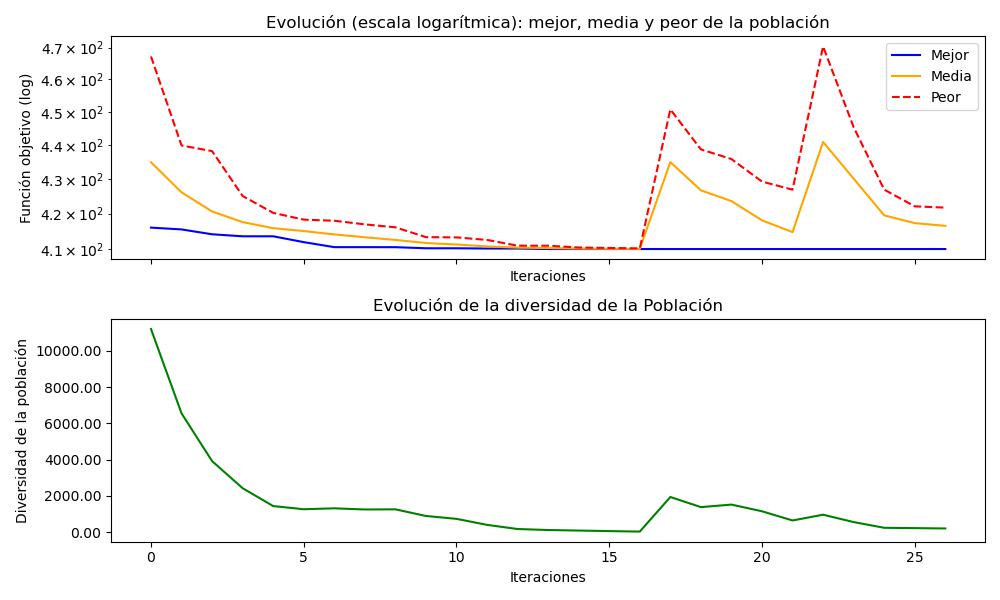 Evolución (escala logarítmica): mejor, media y peor de la población
Función objetivo (log)
4.7 × 10²
4.6 × 10²
4.5 × 10²
4.4 × 10²
4.3 × 10²
4.2 × 10²
4.1 × 10²
Mejor
Media
Peor
Iteraciones
Evolución de la diversidad de la Población
Diversidad de la población
10000.00
8000.00
6000.00
4000.00
2000.00
0.00
0 5 10 15 20 25
Iteraciones